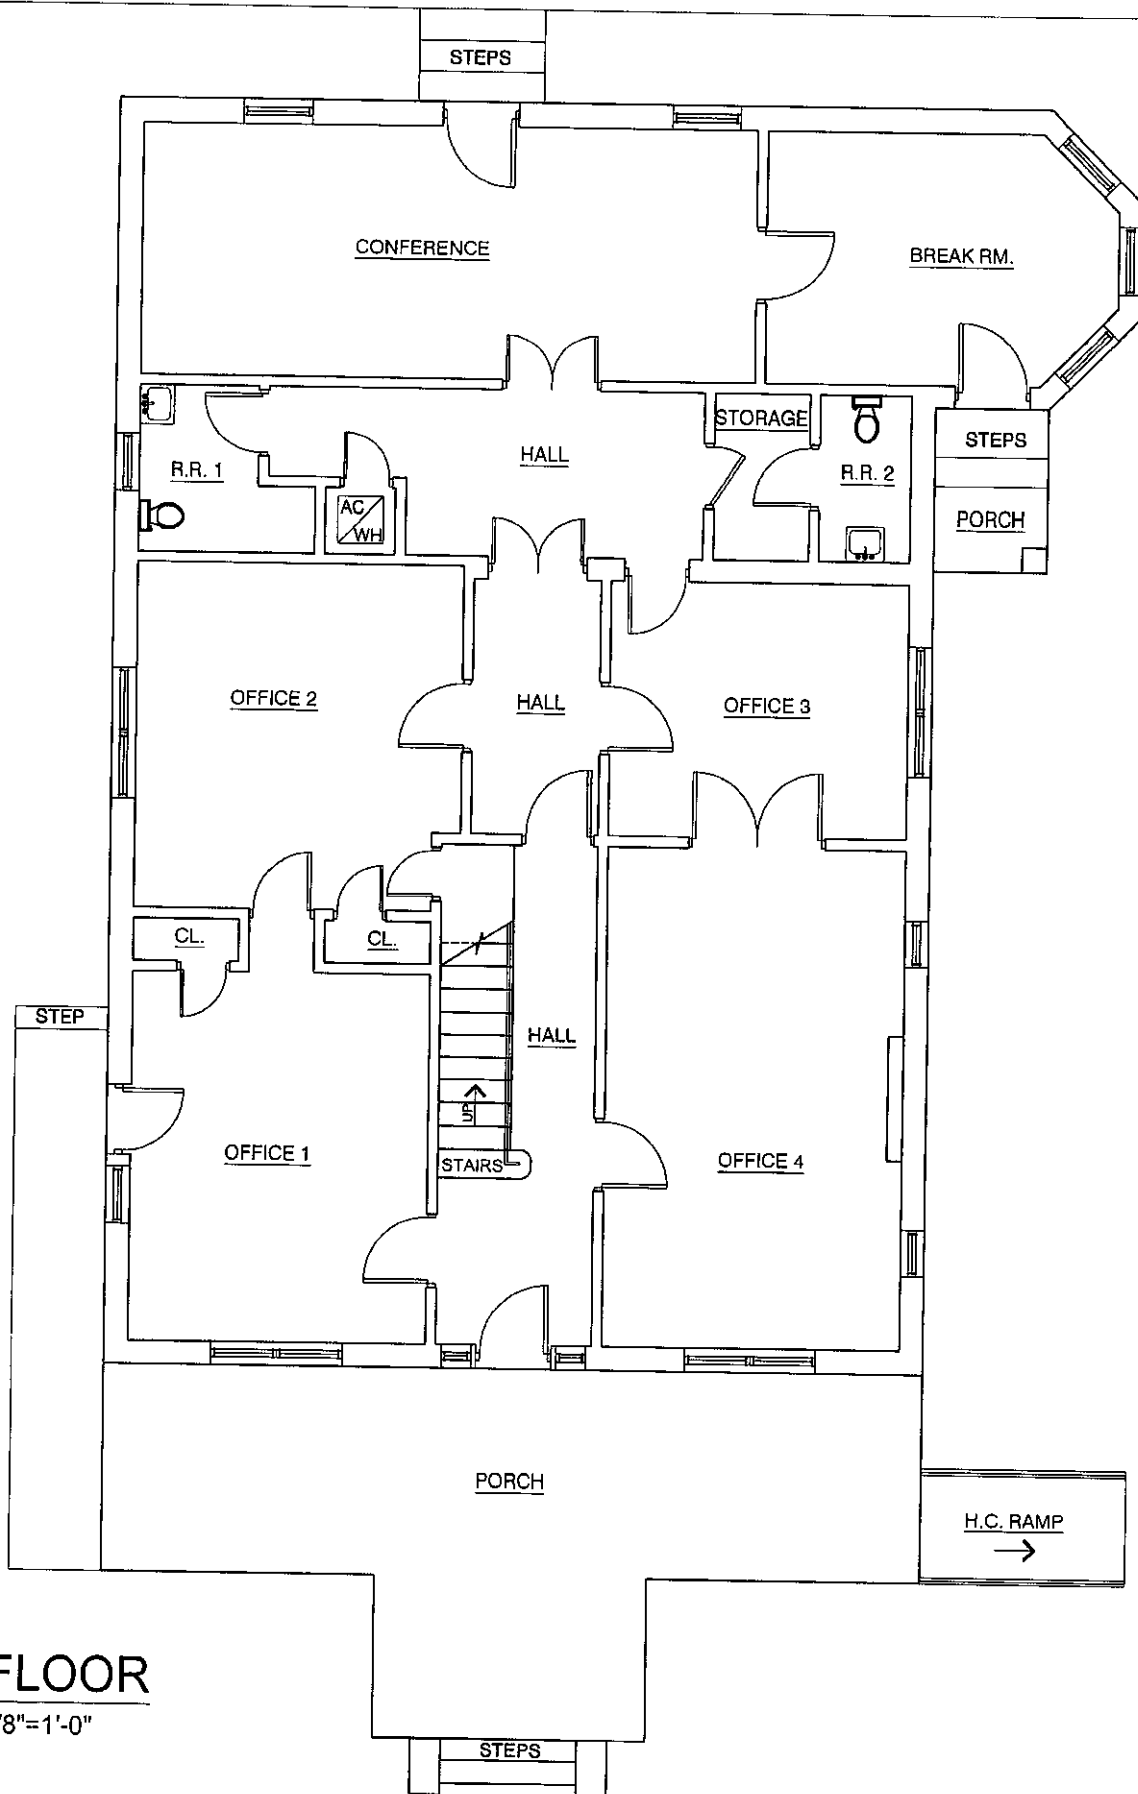 STEPS
CONFERENCE
BREAK RM.
STORAGE
STEPS
HALL
R.R. 1
R.R. 2
AC
WH
PORCH
OFFICE 2
HALL
OFFICE 3
CL.
CL.
STEP
HALL
UP
OFFICE 1
STAIRS
OFFICE 4
PORCH
H.C. RAMP
FLOOR
/8"=1'-0"
STEPS